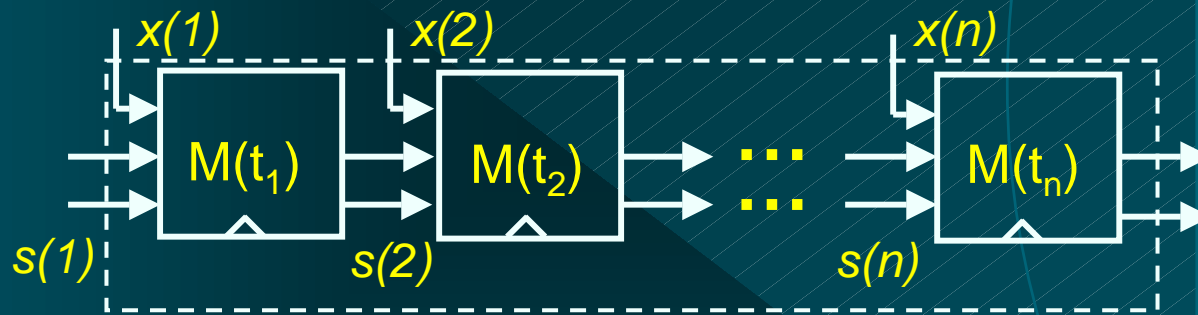 x(1) x(2) x(n)
M(t₁) M(t₂) ... ... M(tₙ)
s(1) s(2) s(n)